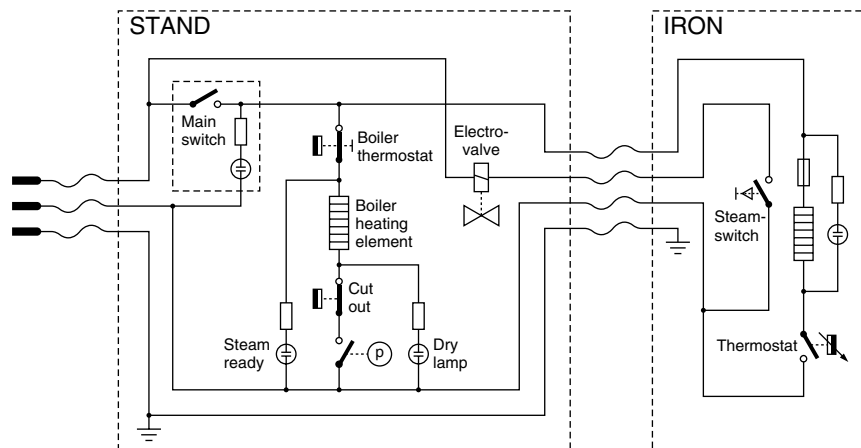 STAND
IRON
Main
switch
Boiler
thermostat
Electro-
valve
Boiler
heating
element
Steam-
switch
Cut
out
Steam
ready
p
Dry
lamp
Thermostat